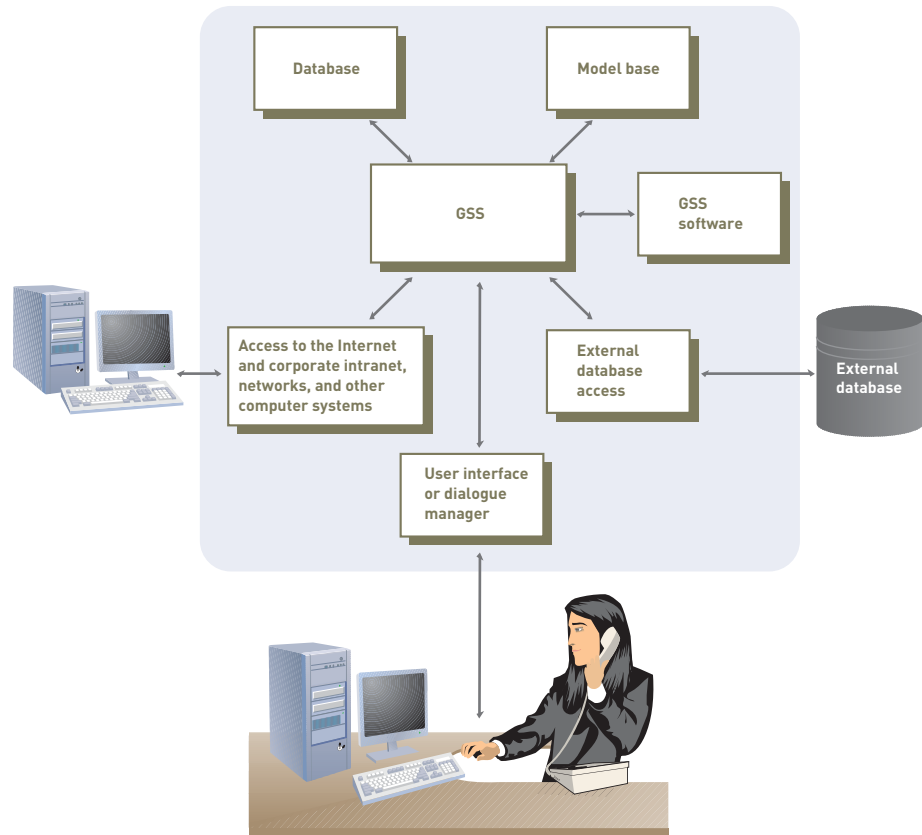 Database
Model base
GSS
GSS
software
Access to the Internet
and corporate intranet,
networks, and other
computer systems
External
database
access
External
database
User interface
or dialogue
manager